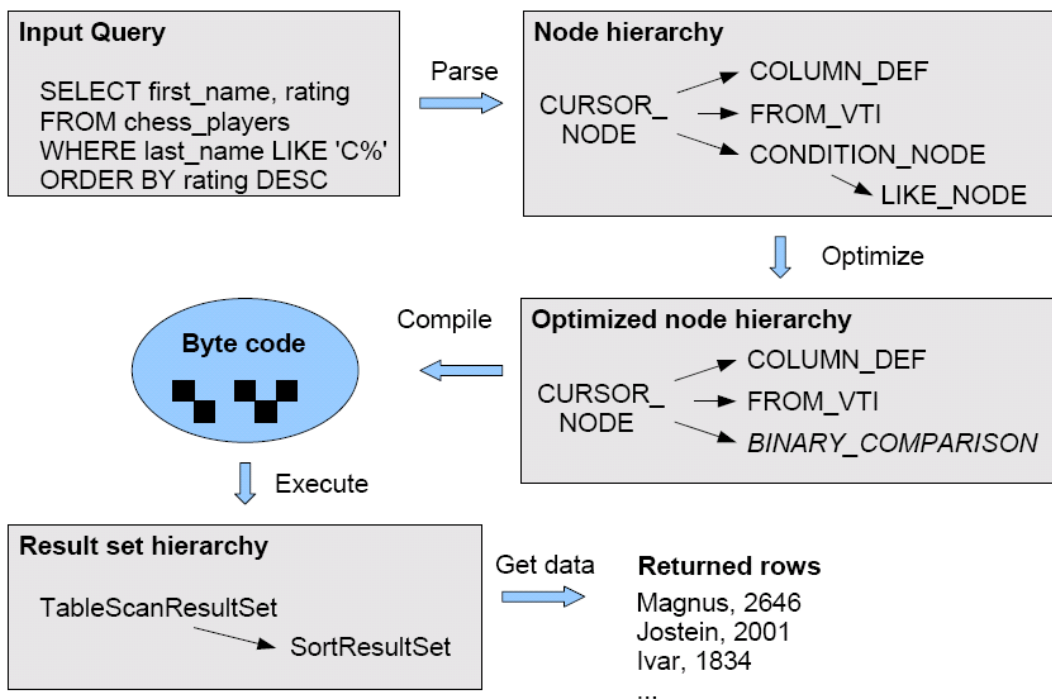 Input Query
SELECT first_name, rating
FROM chess_players
WHERE last_name LIKE 'C%'
ORDER BY rating DESC
Parse
Node hierarchy
CURSOR_
NODE
COLUMN_DEF
FROM_VTI
CONDITION_NODE
LIKE_NODE
Optimize
Optimized node hierarchy
CURSOR_
NODE
COLUMN_DEF
FROM_VTI
BINARY_COMPARISON
Compile
Byte code
Execute
Result set hierarchy
TableScanResultSet
SortResultSet
Get data
Returned rows
Magnus, 2646
Jostein, 2001
Ivar, 1834
...